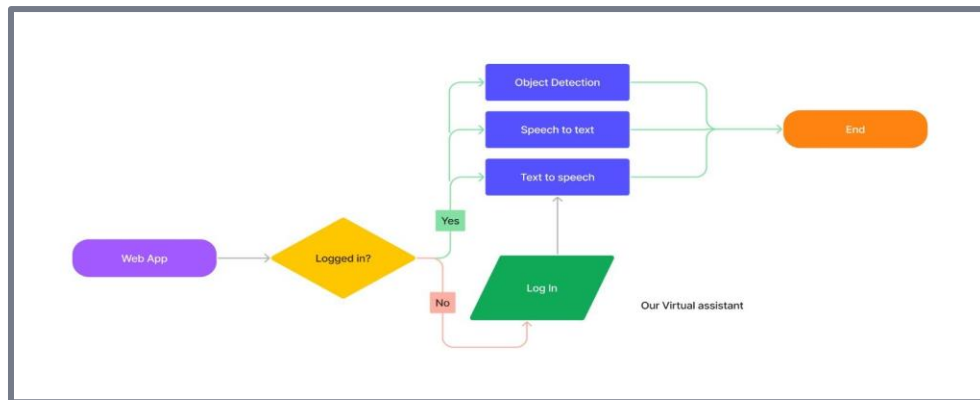 Object Detection
Speech to text
End
Text to speech
Yes
Web App
Logged in?
Log In
No
Our Virtual assistant